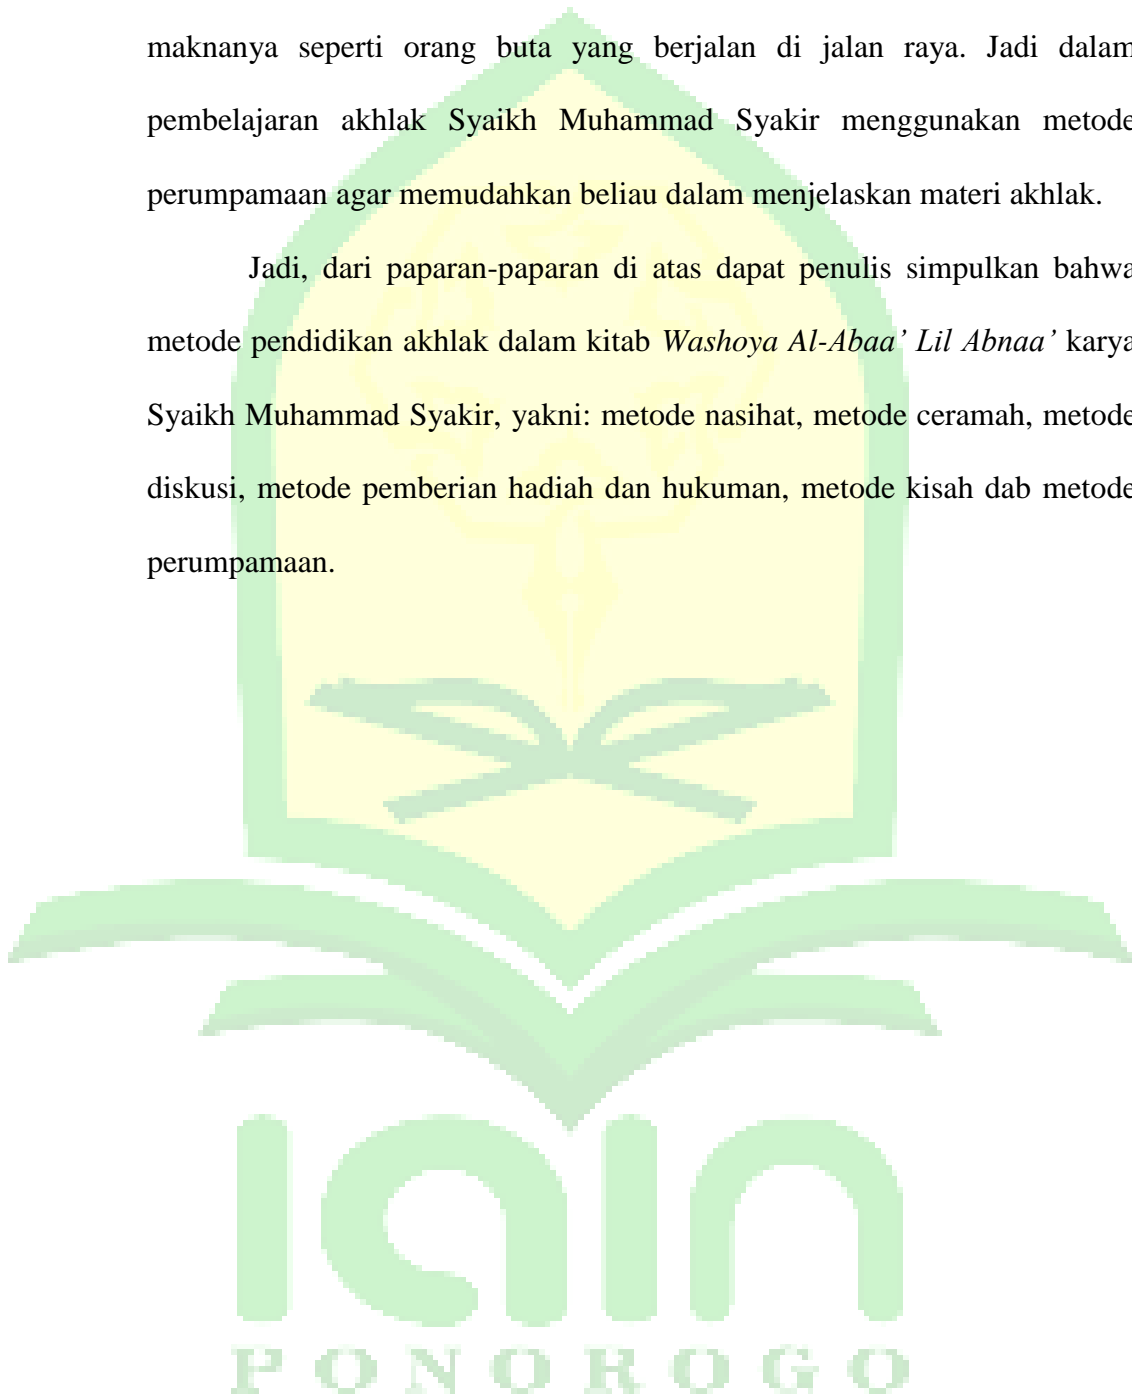 maknanya seperti orang buta yang berjalan di jalan raya. Jadi dalam
pembelajaran akhlak Syaikh Muhammad Syakir menggunakan metode
perumpamaan agar memudahkan beliau dalam menjelaskan materi akhlak.
Jadi, dari paparan-paparan di atas dapat penulis simpulkan bahwa
metode pendidikan akhlak dalam kitab Washoya Al-Abaa’ Lil Abnaa’ karya
Syaikh Muhammad Syakir, yakni: metode nasihat, metode ceramah, metode
diskusi, metode pemberian hadiah dan hukuman, metode kisah dab metode
perumpamaan.
iain
PONOROGO